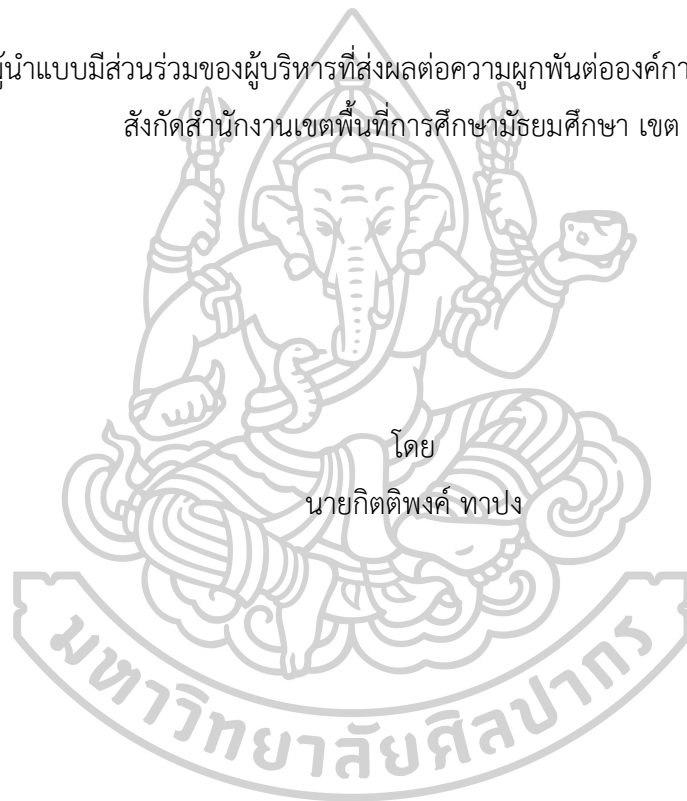 ผู้นำแบบมีส่วนร่วมของผู้บริหารที่ส่งผลต่อความผูกพันต่อองค์กา
สังกัดสำนักงานเขตพื้นที่การศึกษามัธยมศึกษา เขต
โดย
นายกิตติพงค์ ทาปง
มหาวิทยาลัยศิลปากร